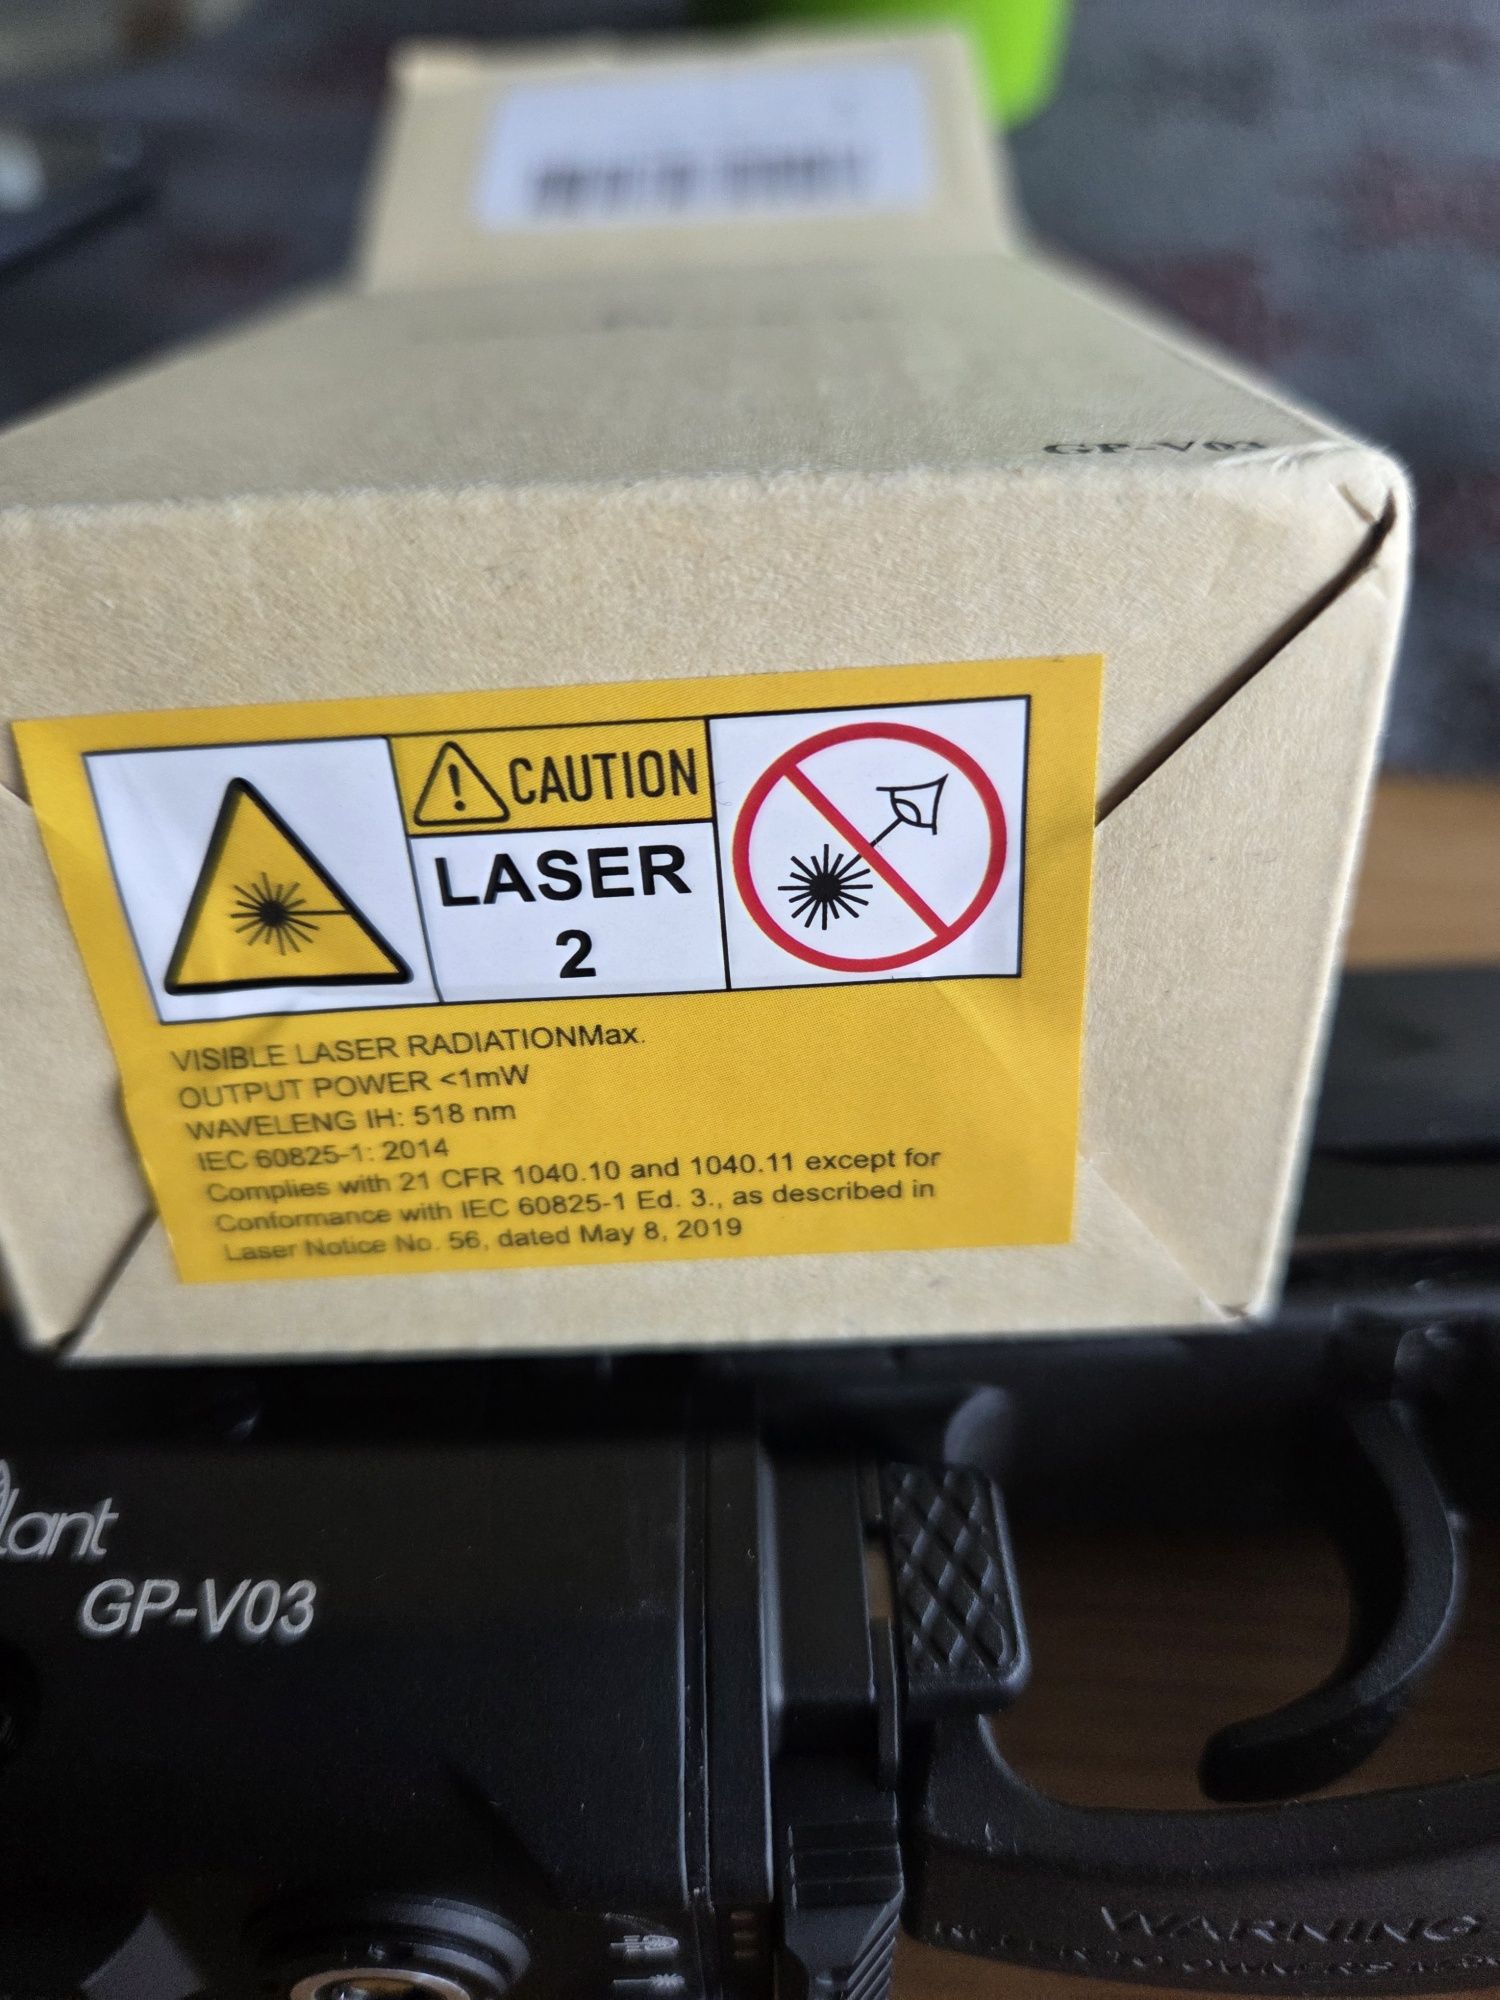 GP-V03
CAUTION
LASER
2
VISIBLE LASER RADIATIONMax.
OUTPUT POWER <1mW
WAVELENG IH: 518 nm
IEC 60825-1: 2014
Complies with 21 CFR 1040.10 and 1040.11 except for
Conformance with IEC 60825-1 Ed. 3., as described in
Laser Notice No. 56, dated May 8, 2019
lant
GP-V03
WARNING